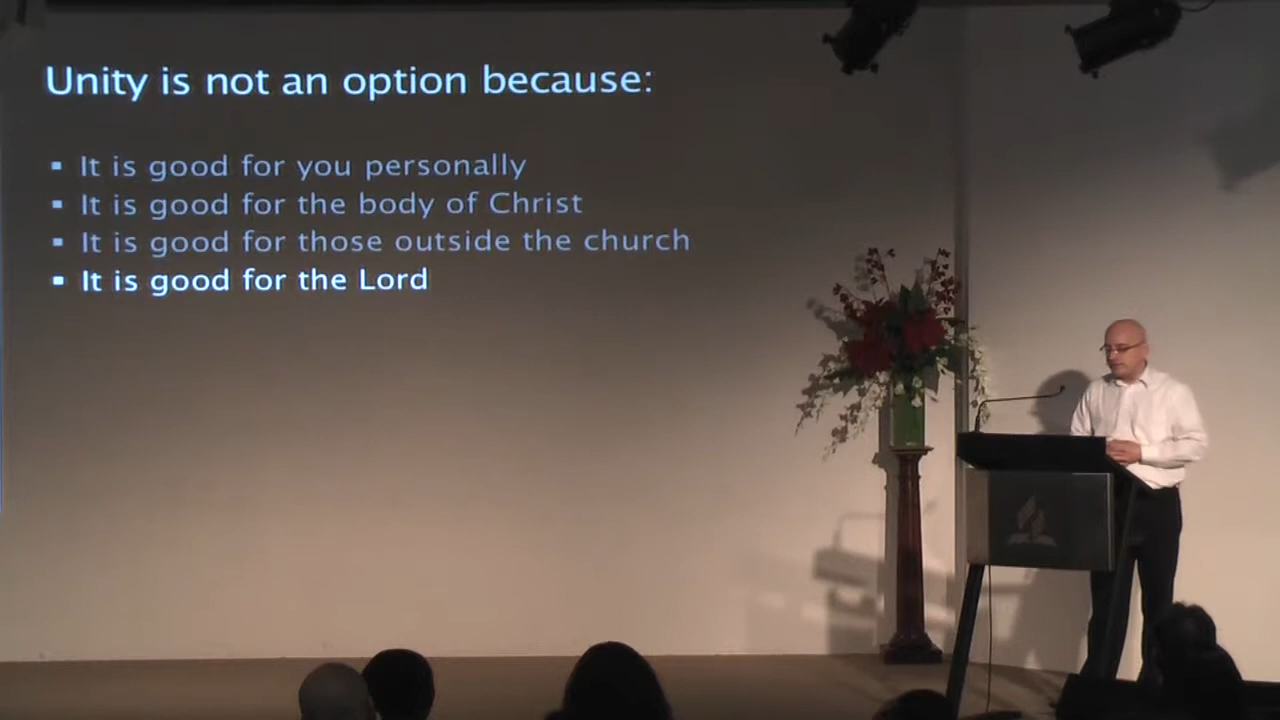 Unity is not an option because:
▪ It is good for you personally
▪ It is good for the body of Christ
▪ It is good for those outside the church
▪ It is good for the Lord